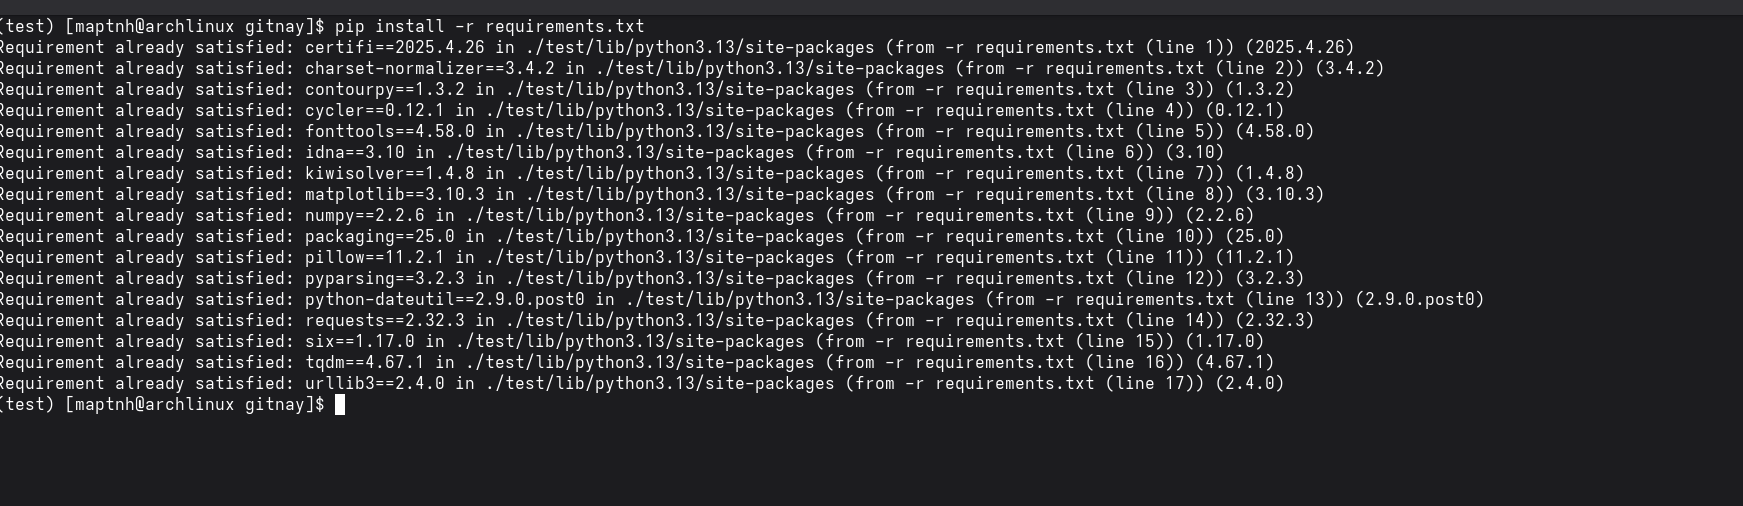 (test) [maptnh@archlinux gitnay]$ pip install -r requirements.txt
Requirement already satisfied: certifi==2025.4.26 in ./test/lib/python3.13/site-packages (from -r requirements.txt (line 1)) (2025.4.26)
Requirement already satisfied: charset-normalizer==3.4.2 in ./test/lib/python3.13/site-packages (from -r requirements.txt (line 2)) (3.4.2)
Requirement already satisfied: contourpy==1.3.2 in ./test/lib/python3.13/site-packages (from -r requirements.txt (line 3)) (1.3.2)
Requirement already satisfied: cycler==0.12.1 in ./test/lib/python3.13/site-packages (from -r requirements.txt (line 4)) (0.12.1)
Requirement already satisfied: fonttools==4.58.0 in ./test/lib/python3.13/site-packages (from -r requirements.txt (line 5)) (4.58.0)
Requirement already satisfied: idna==3.10 in ./test/lib/python3.13/site-packages (from -r requirements.txt (line 6)) (3.10)
Requirement already satisfied: kiwisolver==1.4.8 in ./test/lib/python3.13/site-packages (from -r requirements.txt (line 7)) (1.4.8)
Requirement already satisfied: matplotlib==3.10.3 in ./test/lib/python3.13/site-packages (from -r requirements.txt (line 8)) (3.10.3)
Requirement already satisfied: numpy==2.2.6 in ./test/lib/python3.13/site-packages (from -r requirements.txt (line 9)) (2.2.6)
Requirement already satisfied: packaging==25.0 in ./test/lib/python3.13/site-packages (from -r requirements.txt (line 10)) (25.0)
Requirement already satisfied: pillow==11.2.1 in ./test/lib/python3.13/site-packages (from -r requirements.txt (line 11)) (11.2.1)
Requirement already satisfied: pyparsing==3.2.3 in ./test/lib/python3.13/site-packages (from -r requirements.txt (line 12)) (3.2.3)
Requirement already satisfied: python-dateutil==2.9.0.post0 in ./test/lib/python3.13/site-packages (from -r requirements.txt (line 13)) (2.9.0.post0)
Requirement already satisfied: requests==2.32.3 in ./test/lib/python3.13/site-packages (from -r requirements.txt (line 14)) (2.32.3)
Requirement already satisfied: six==1.17.0 in ./test/lib/python3.13/site-packages (from -r requirements.txt (line 15)) (1.17.0)
Requirement already satisfied: tqdm==4.67.1 in ./test/lib/python3.13/site-packages (from -r requirements.txt (line 16)) (4.67.1)
Requirement already satisfied: urllib3==2.4.0 in ./test/lib/python3.13/site-packages (from -r requirements.txt (line 17)) (2.4.0)
(test) [maptnh@archlinux gitnay]$